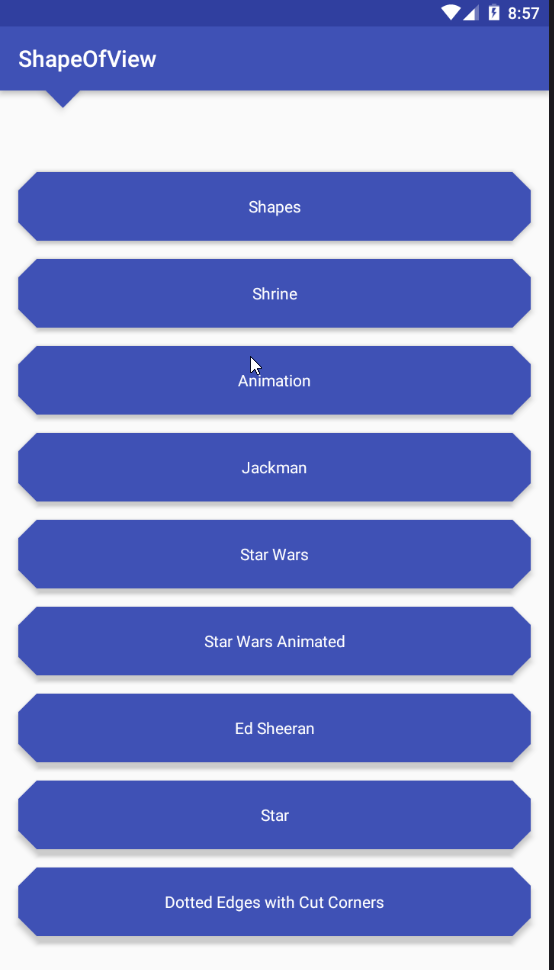 8:57
ShapeOfView
Shapes
Shrine
Animation
Jackman
Star Wars
Star Wars Animated
Ed Sheeran
Star
Dotted Edges with Cut Corners